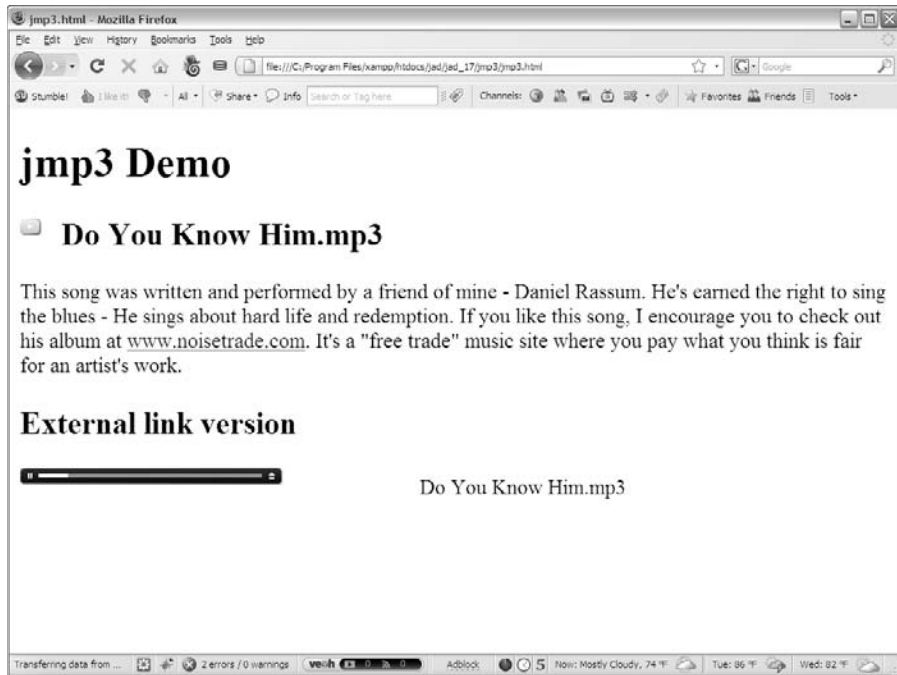 jmp3.html - Mozilla Firefox
File Edit View History Bookmarks Tools Help
file:///C:/Program Files/xampp/htdocs/jad/jad_17/jmp3/jmp3.html
Google
Stumble! I like it! All Share Info Search or Tag here Channels: Favorites Friends Tools
jmp3 Demo
Do You Know Him.mp3
This song was written and performed by a friend of mine - Daniel Rassum. He's earned the right to sing
the blues - He sings about hard life and redemption. If you like this song, I encourage you to check out
his album at www.noisetrade.com. It's a "free trade" music site where you pay what you think is fair
for an artist's work.
External link version
Do You Know Him.mp3
Transferring data from ... 2 errors / 0 warnings veoh 0 0 Adblock 5 Now: Mostly Cloudy, 74 °F Tue: 86 °F Wed: 82 °F